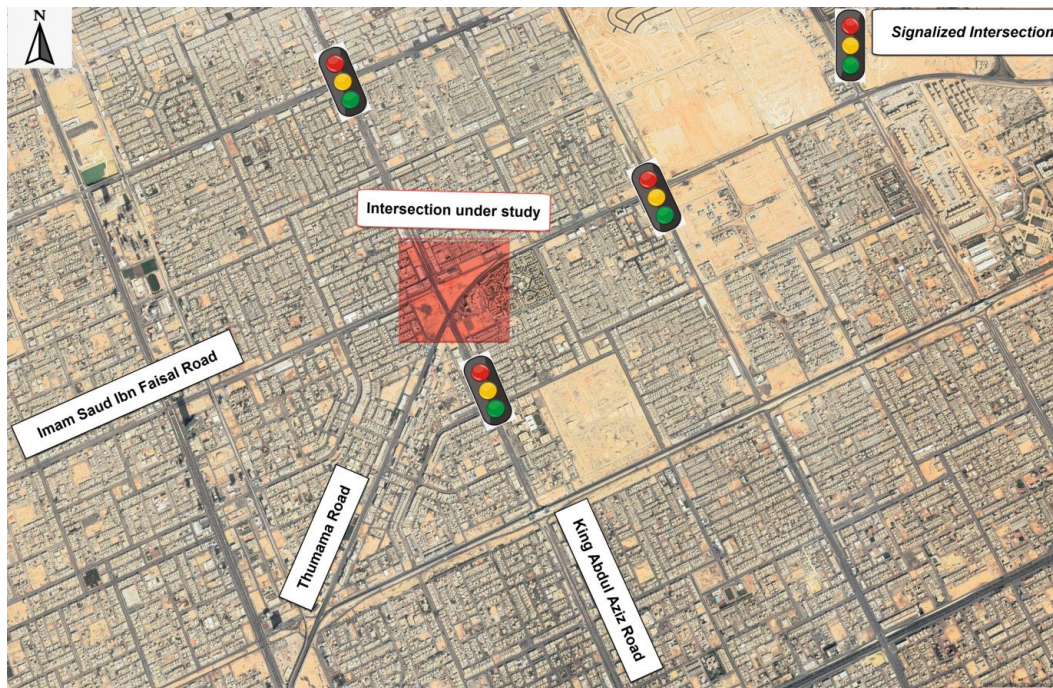 N
Signalized Intersection
Intersection under study
Imam Saud Ibn Faisal Road
Thumama Road
King Abdul Aziz Road